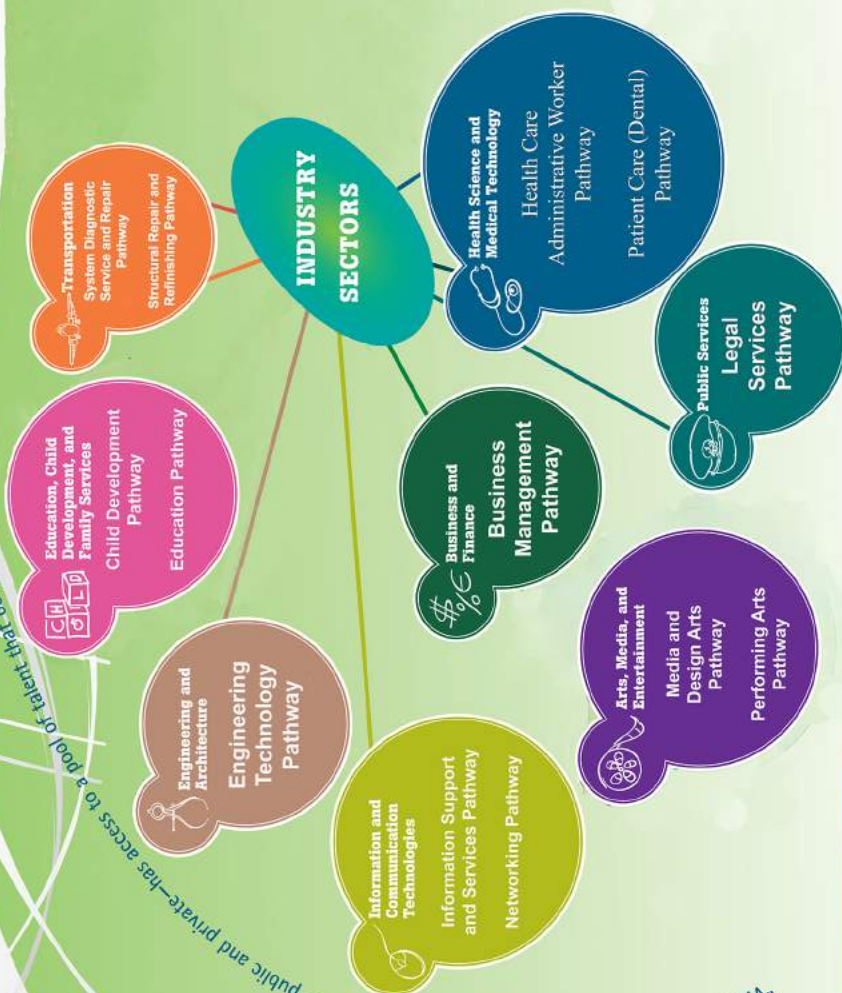 public and private—has access to a pool of talent that
Transportation
System Diagnostic
Service and Repair
Pathway
Structural Repair and
Refinishing Pathway
Education, Child
Development, and
Family Services
Child Development
Pathway
Education Pathway
CH
LD
Engineering and
Architecture
Engineering
Technology
Pathway
Information and
Communication
Technologies
Information Support
and Services Pathway
Networking Pathway
INDUSTRY
SECTORS
$%€
Business and
Finance
Business
Management
Pathway
Arts, Media, and
Entertainment
Media and
Design Arts
Pathway
Performing Arts
Pathway
Health Science and
Medical Technology
Health Care
Administrative Worker
Pathway
Patient Care (Dental)
Pathway
Public Services
Legal
Services
Pathway